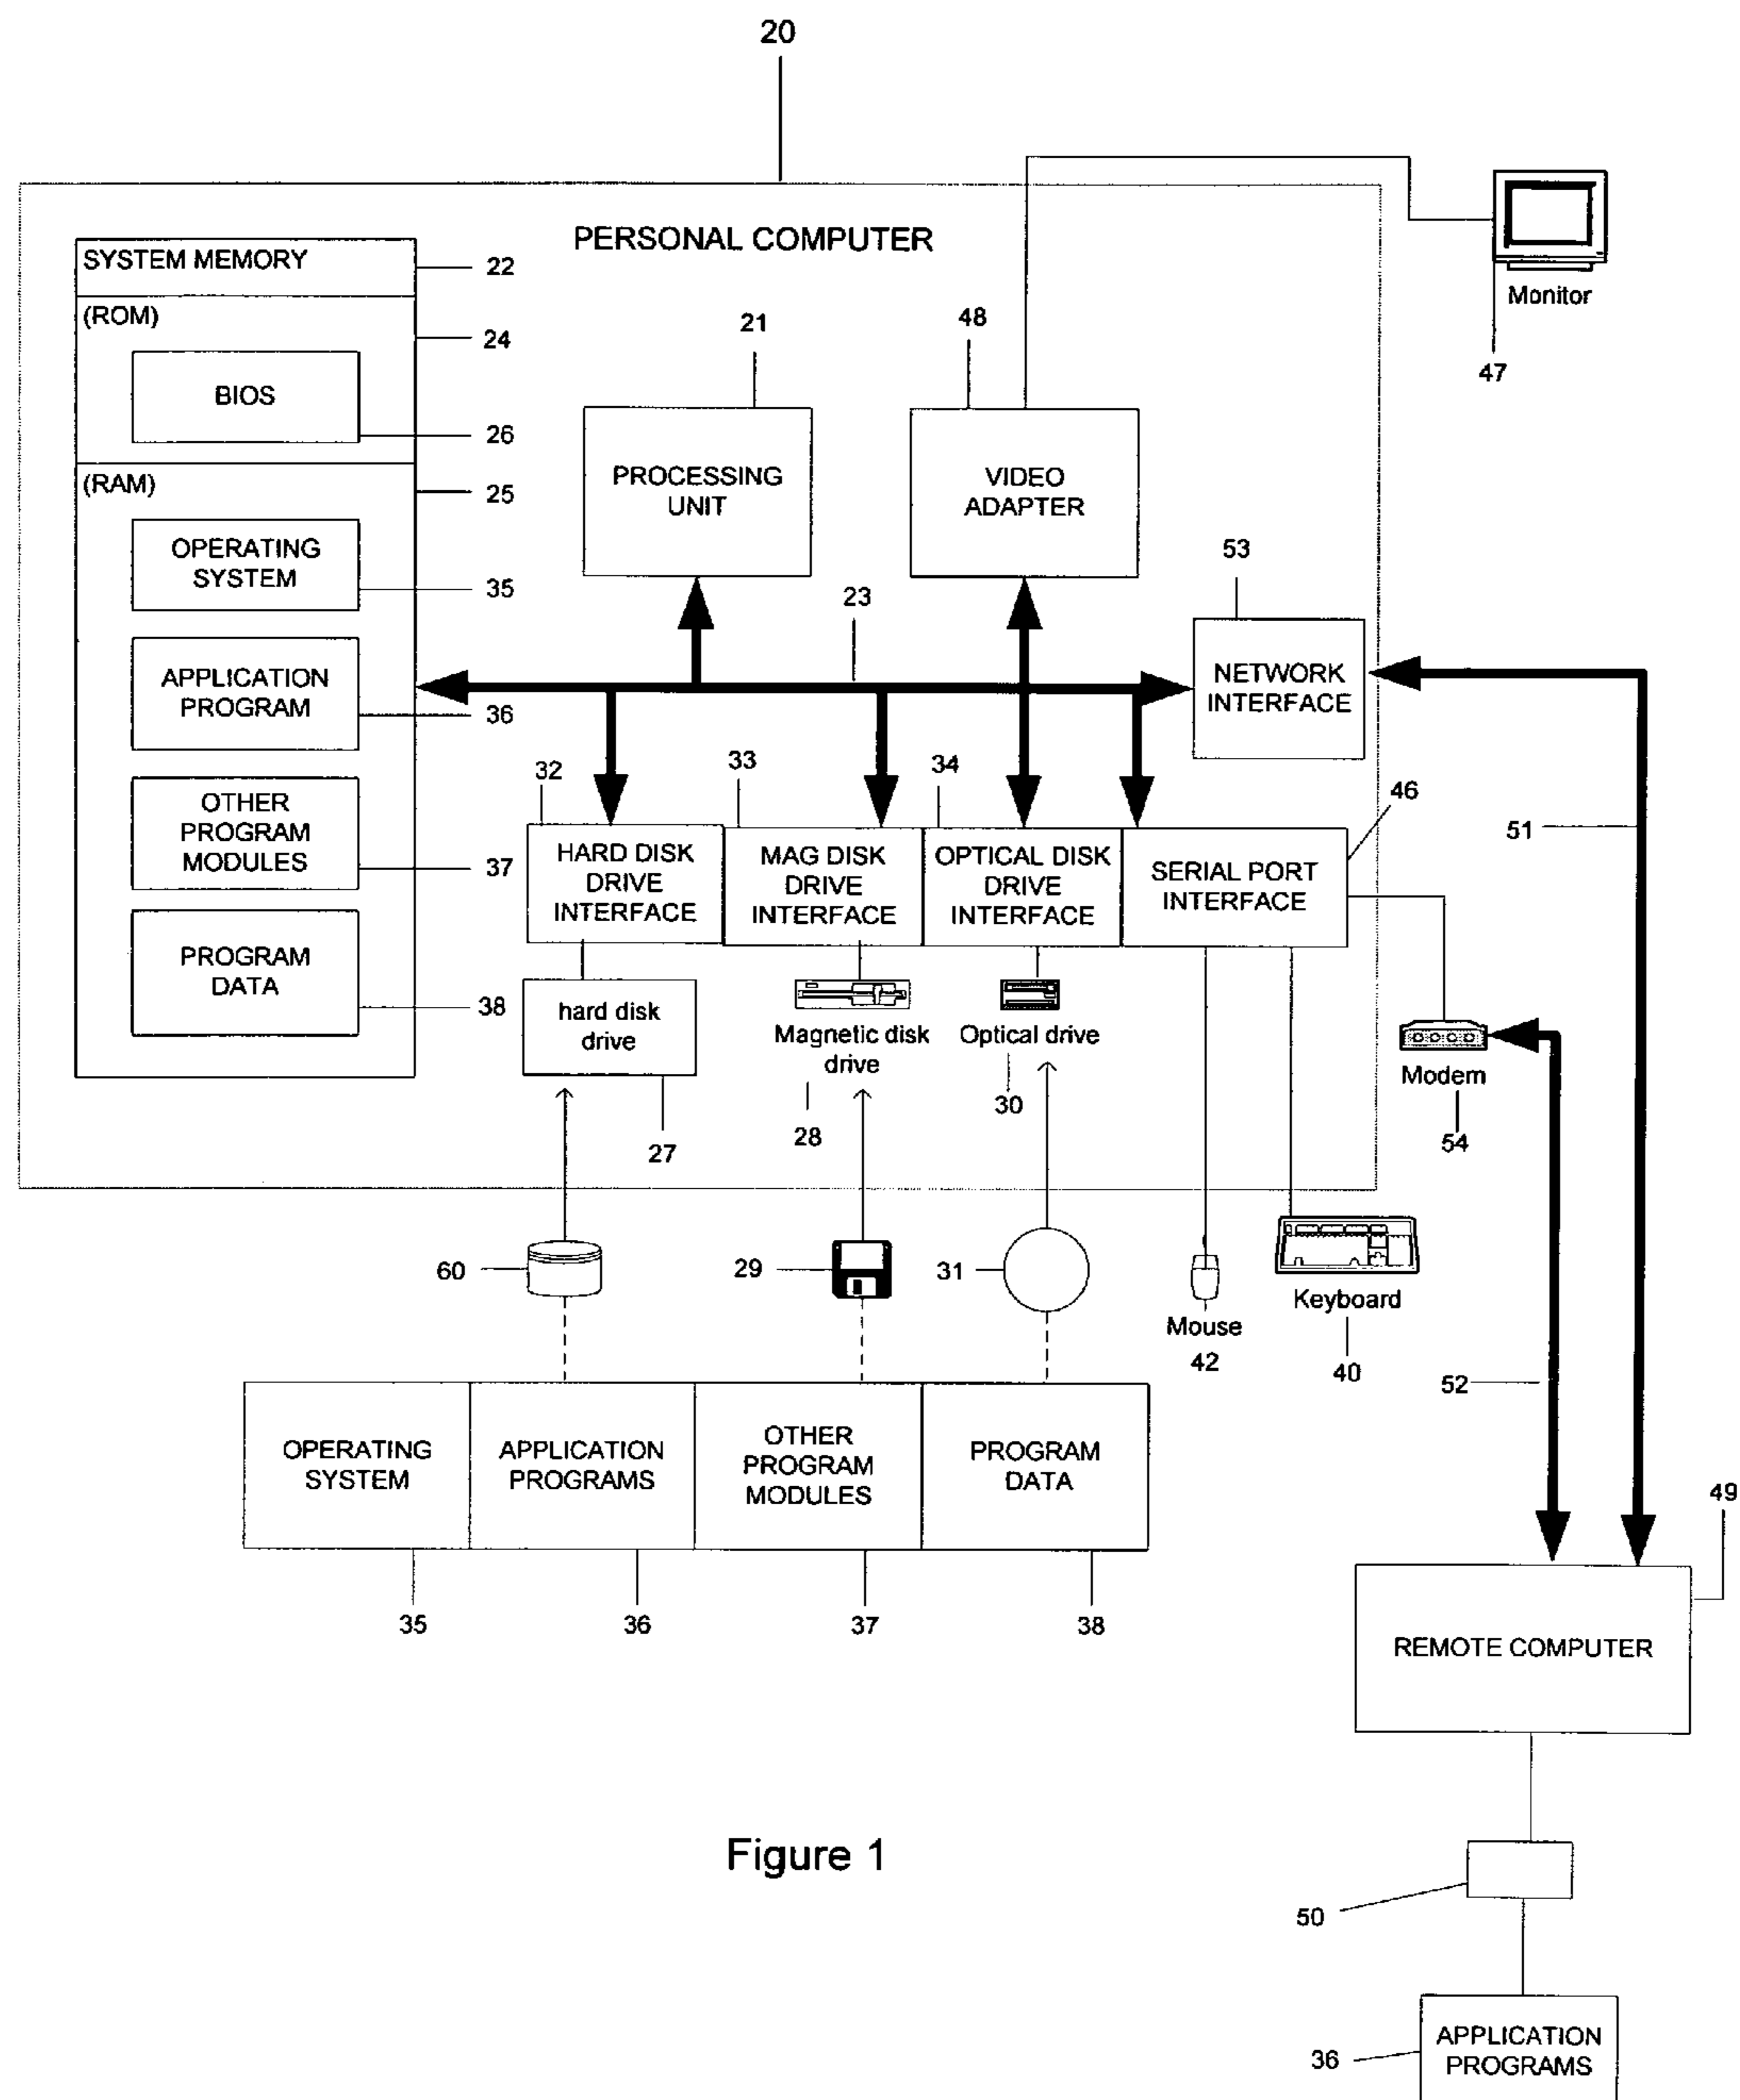 20
PERSONAL COMPUTER
SYSTEM MEMORY
22
(ROM)
24
BIOS
26
(RAM)
25
OPERATING
SYSTEM
35
APPLICATION
PROGRAM
36
OTHER
PROGRAM
MODULES
37
PROGRAM
DATA
38
21
PROCESSING
UNIT
48
VIDEO
ADAPTER
Monitor
47
23
53
NETWORK
INTERFACE
32
HARD DISK
DRIVE
INTERFACE
33
MAG DISK
DRIVE
INTERFACE
34
OPTICAL DISK
DRIVE
INTERFACE
46
SERIAL PORT
INTERFACE
51
hard disk
drive
27
Magnetic disk
drive
28
Optical drive
30
Modem
54
60
29
31
Mouse
42
Keyboard
40
52
OPERATING
SYSTEM
APPLICATION
PROGRAMS
OTHER
PROGRAM
MODULES
PROGRAM
DATA
35
36
37
38
49
REMOTE COMPUTER
Figure 1
50
36
APPLICATION
PROGRAMS